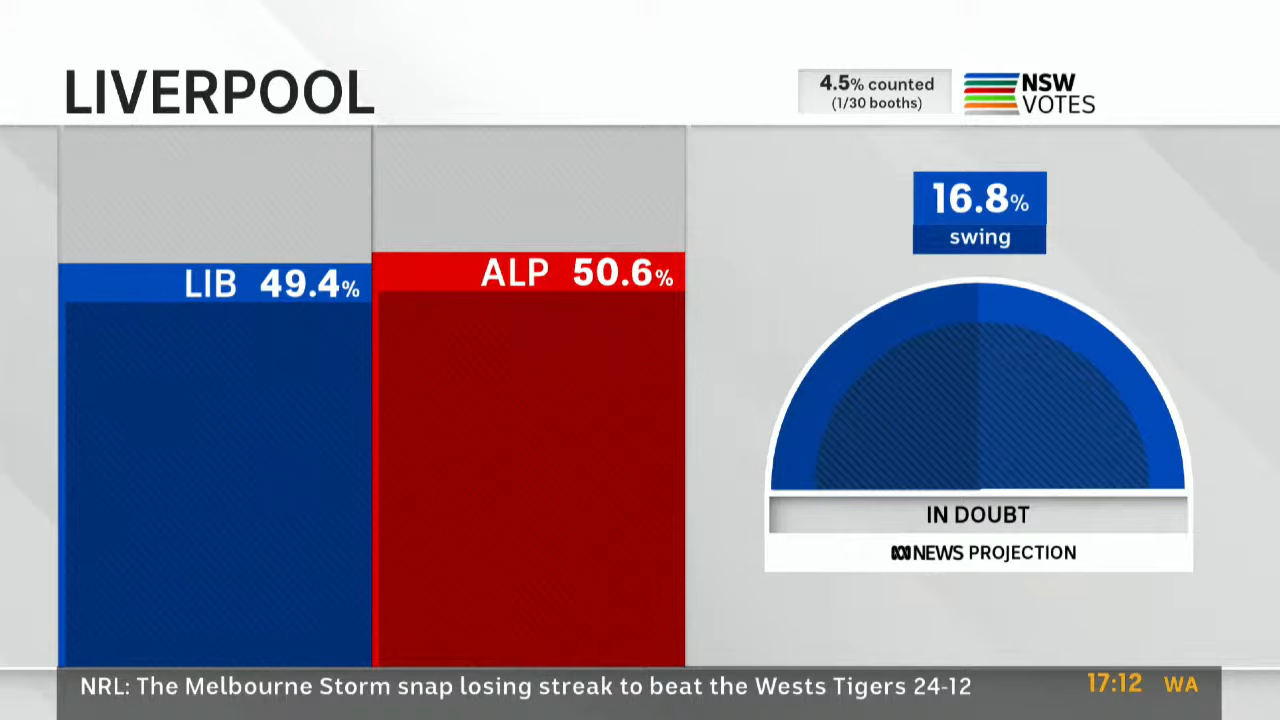 LIVERPOOL
4.5% counted
(1/30 booths)
NSW
VOTES
16.8%
swing
LIB 49.4%
ALP 50.6%
IN DOUBT
ABC NEWS PROJECTION
NRL: The Melbourne Storm snap losing streak to beat the Wests Tigers 24-12
17:12 WA